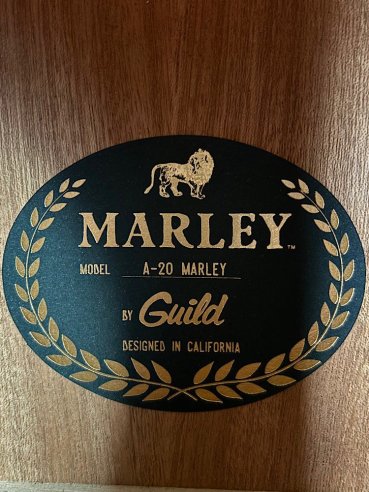 MARLEY™
MODEL A-20 MARLEY
BY Guild
DESIGNED IN CALIFORNIA